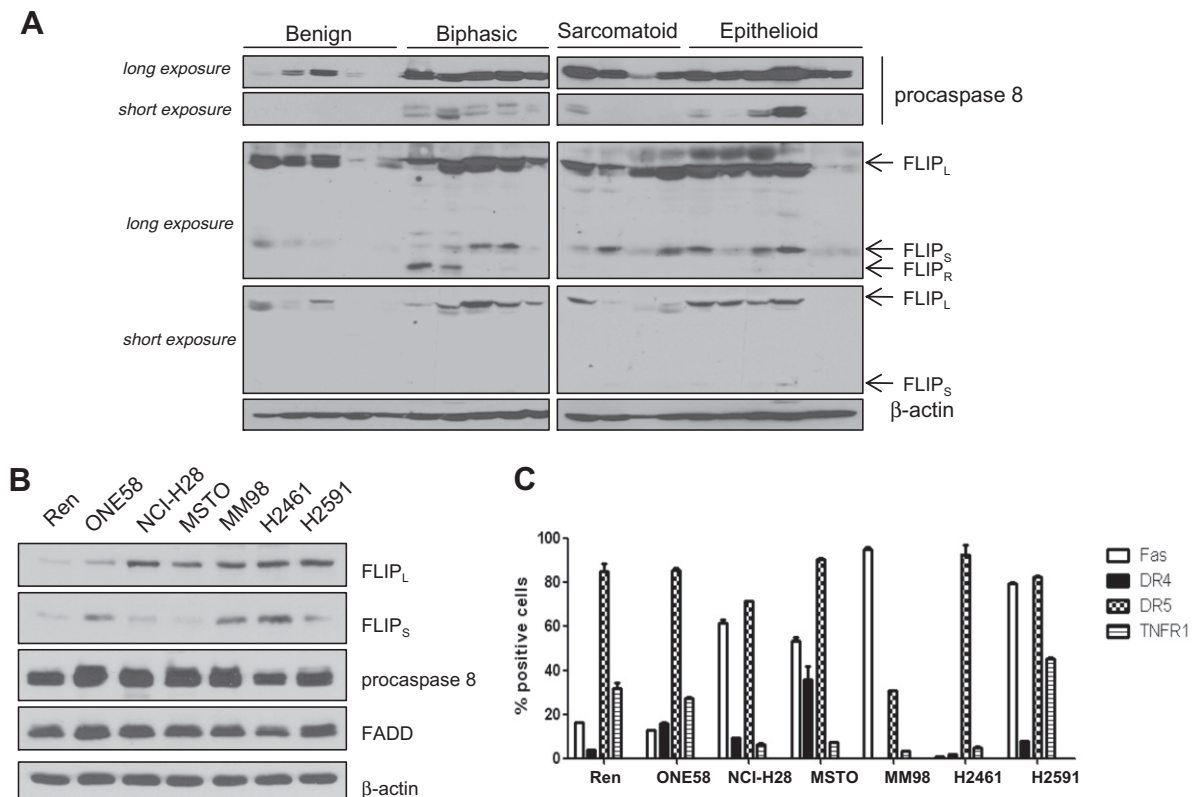 A
Benign
Biphasic
Sarcomatoid
Epithelioid
long exposure
short exposure
procaspase 8
long exposure
FLIPL
FLIPS
FLIPR
short exposure
FLIPL
FLIPS
β-actin
B
Ren
ONE58
NCI-H28
MSTO
MM98
H2461
H2591
FLIPL
FLIPS
procaspase 8
FADD
β-actin
C
% positive cells
100
80
60
40
20
0
Ren
ONE58
NCI-H28
MSTO
MM98
H2461
H2591
Fas
DR4
DR5
TNFR1